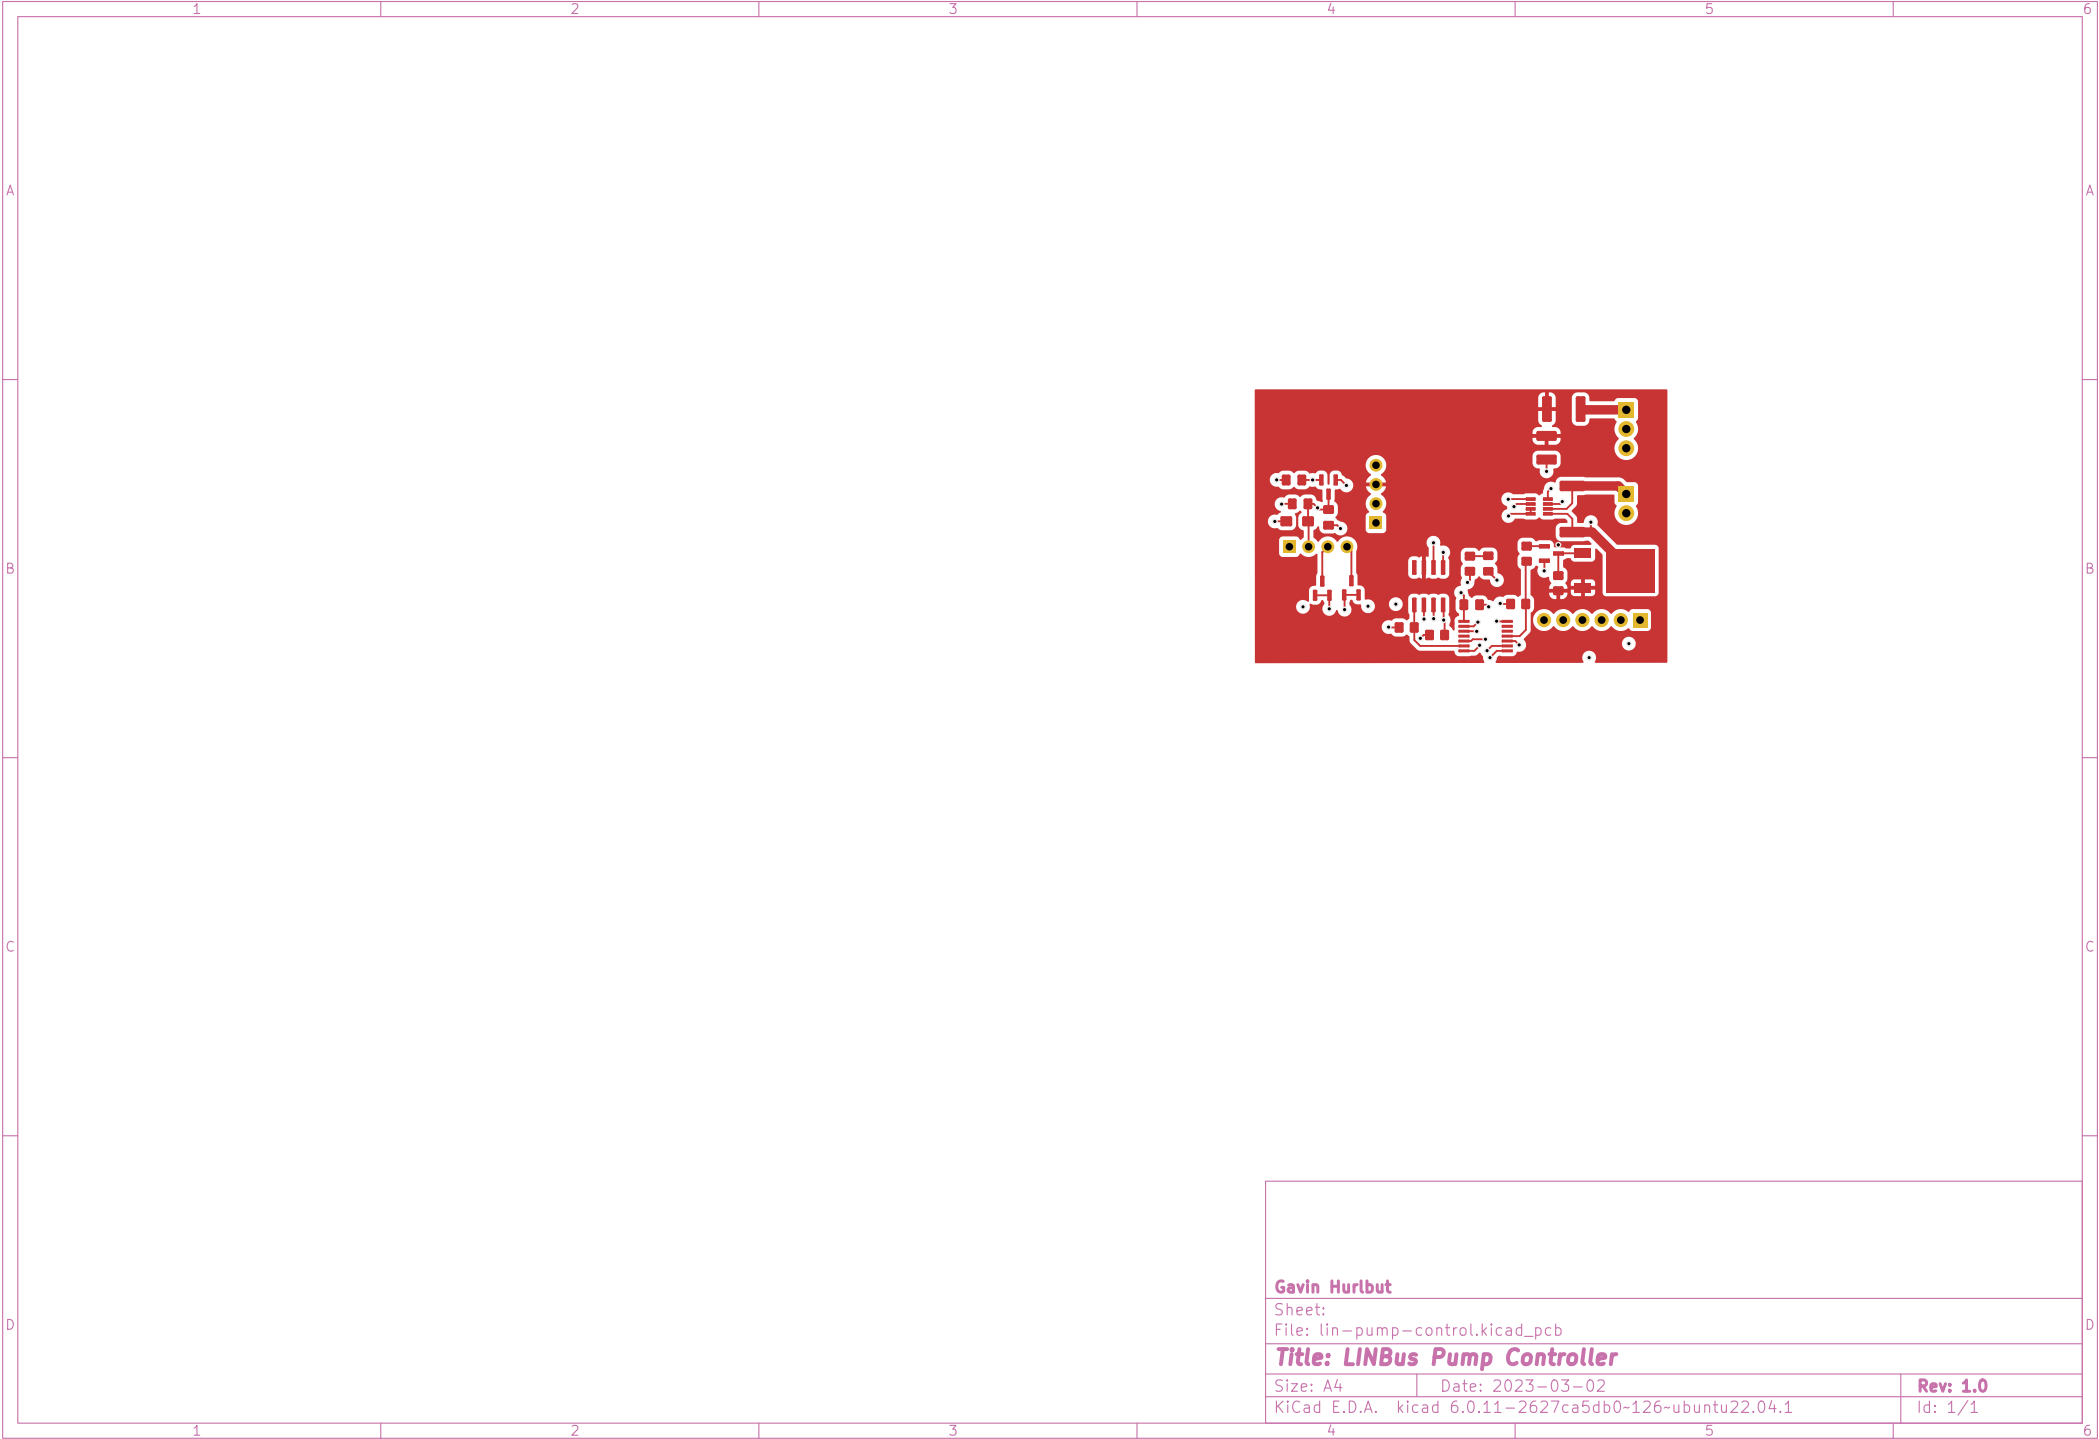 1 2 3 4 5 6
A A
B B
C C
Gavin Hurlbut
Sheet:
File: lin-pump-control.kicad_pcb
D D
Title: LINBus Pump Controller
Size: A4 Date: 2023-03-02 Rev: 1.0
KiCad E.D.A. kicad 6.0.11-2627ca5db0~126~ubuntu22.04.1 Id: 1/1
1 2 3 4 5 6